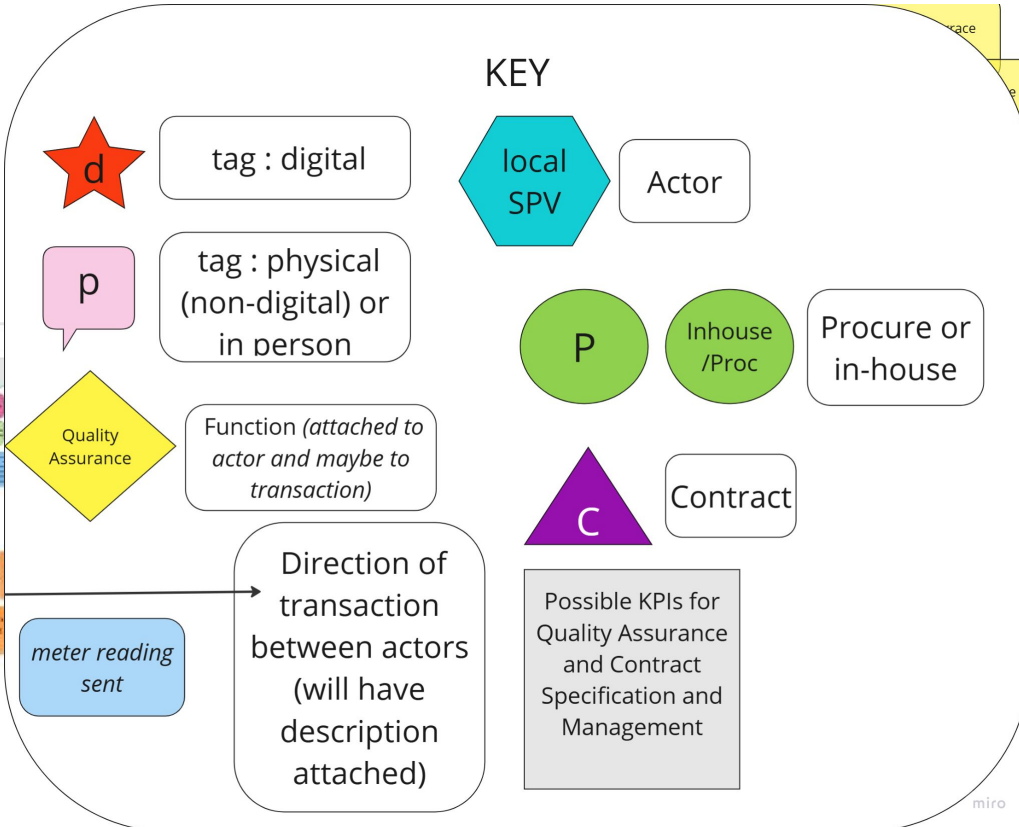 KEY
d
tag : digital
local
SPV
Actor
p
tag : physical
(non-digital) or
in person
P
Inhouse
/Proc
Procure or
in-house
Quality
Assurance
Function (attached to
actor and maybe to
transaction)
C
Contract
Direction of
transaction
between actors
(will have
description
attached)
meter reading
sent
Possible KPIs for
Quality Assurance
and Contract
Specification and
Management
miro